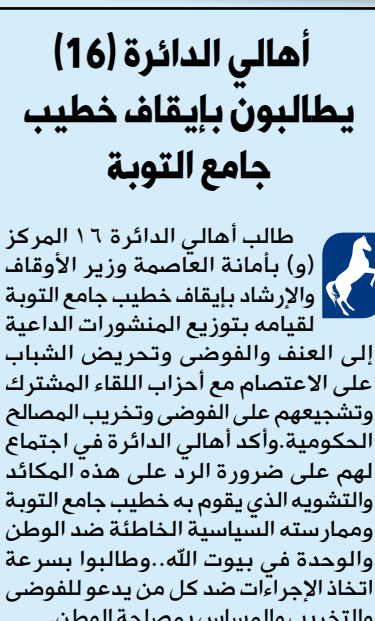 أهالي الدائرة (16)
يطالبون بإيقاف خطيب
جامع التوبة
طالب أهالي الدائرة ١٦ المركز
(و) بأمانة العاصمة وزير الأوقاف
والإرشاد بإيقاف خطيب جامع التوبة
لقيامه بتوزيع المنشورات الداعية
إلى العنف والفوضى وتحريض الشباب
على الاعتصام مع أحزاب اللقاء المشترك
وتشجيعهم على الفوضى وتخريب المصالح
الحكومية.وأكد أهالي الدائرة في اجتماع
لهم على ضرورة الرد على هذه المكائد
والتشويه الذي يقوم به خطيب جامع التوبة
وممارسته السياسية الخاطئة ضد الوطن
والوحدة في بيوت الله..وطالبوا بسرعة
اتخاذ الإجراءات ضد كل من يدعو للفوضى
والتخريب والمساس بمصلحة الوطن